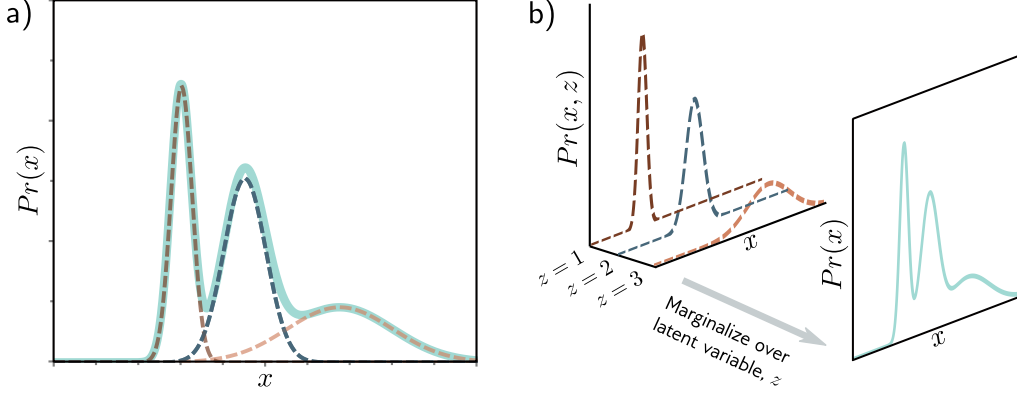 a)
Pr(x)
x
b)
Pr(x, z)
z = 1
z = 2
z = 3
x
Marginalize over
latent variable, z
Pr(x)
x